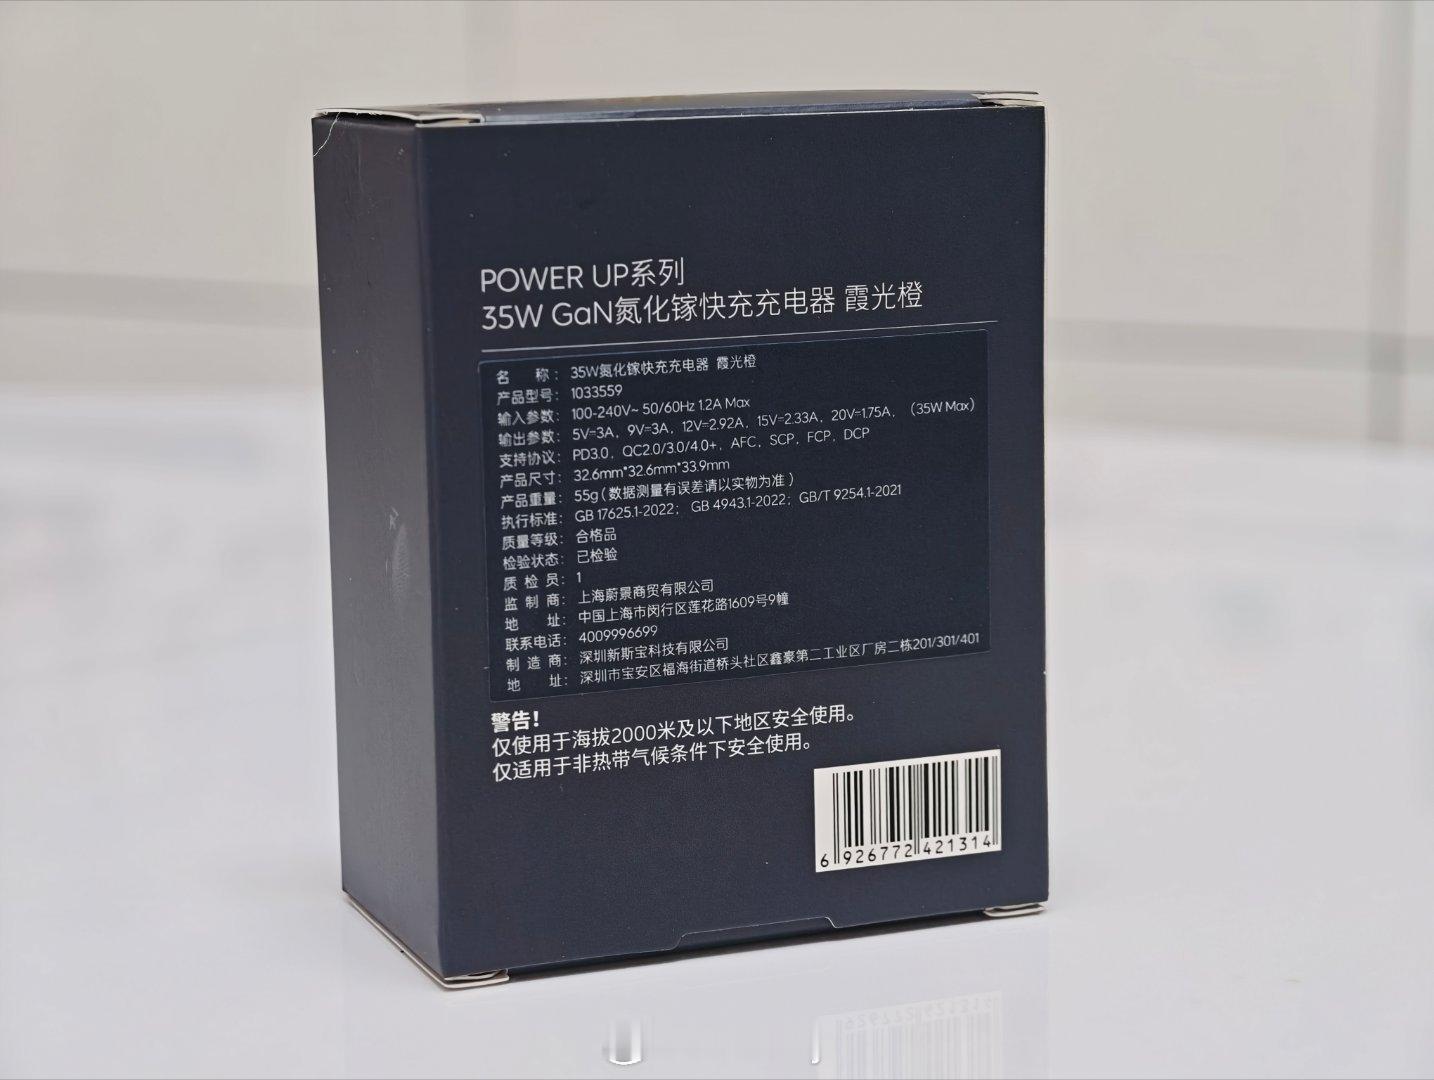 POWER UP系列
35W GaN氮化镓快充充电器 霞光橙
名 称: 35W氮化镓快充充电器 霞光橙
产品型号: 1033559
输入参数: 100-240V~ 50/60Hz 1.2A Max
输出参数: 5V=3A, 9V=3A, 12V=2.92A, 15V=2.33A, 20V=1.75A, (35W Max)
支持协议: PD3.0, QC2.0/3.0/4.0+, AFC, SCP, FCP, DCP
产品尺寸: 32.6mm*32.6mm*33.9mm
产品重量: 55g(数据测量有误差请以实物为准)
执行标准: GB 17625.1-2022; GB 4943.1-2022; GB/T 9254.1-2021
质量等级: 合格品
检验状态: 已检验
质 检 员: 1
监 制 商: 上海蔚景商贸有限公司
地 址: 中国上海市闵行区莲花路1609号9幢
联系电话: 4009996699
制 造 商: 深圳新斯宝科技有限公司
地 址: 深圳市宝安区福海街道桥头社区鑫豪第二工业区厂房二栋201/301/401
警告!
仅使用于海拔2000米及以下地区安全使用。
仅适用于非热带气候条件下安全使用。
6 926772 421314